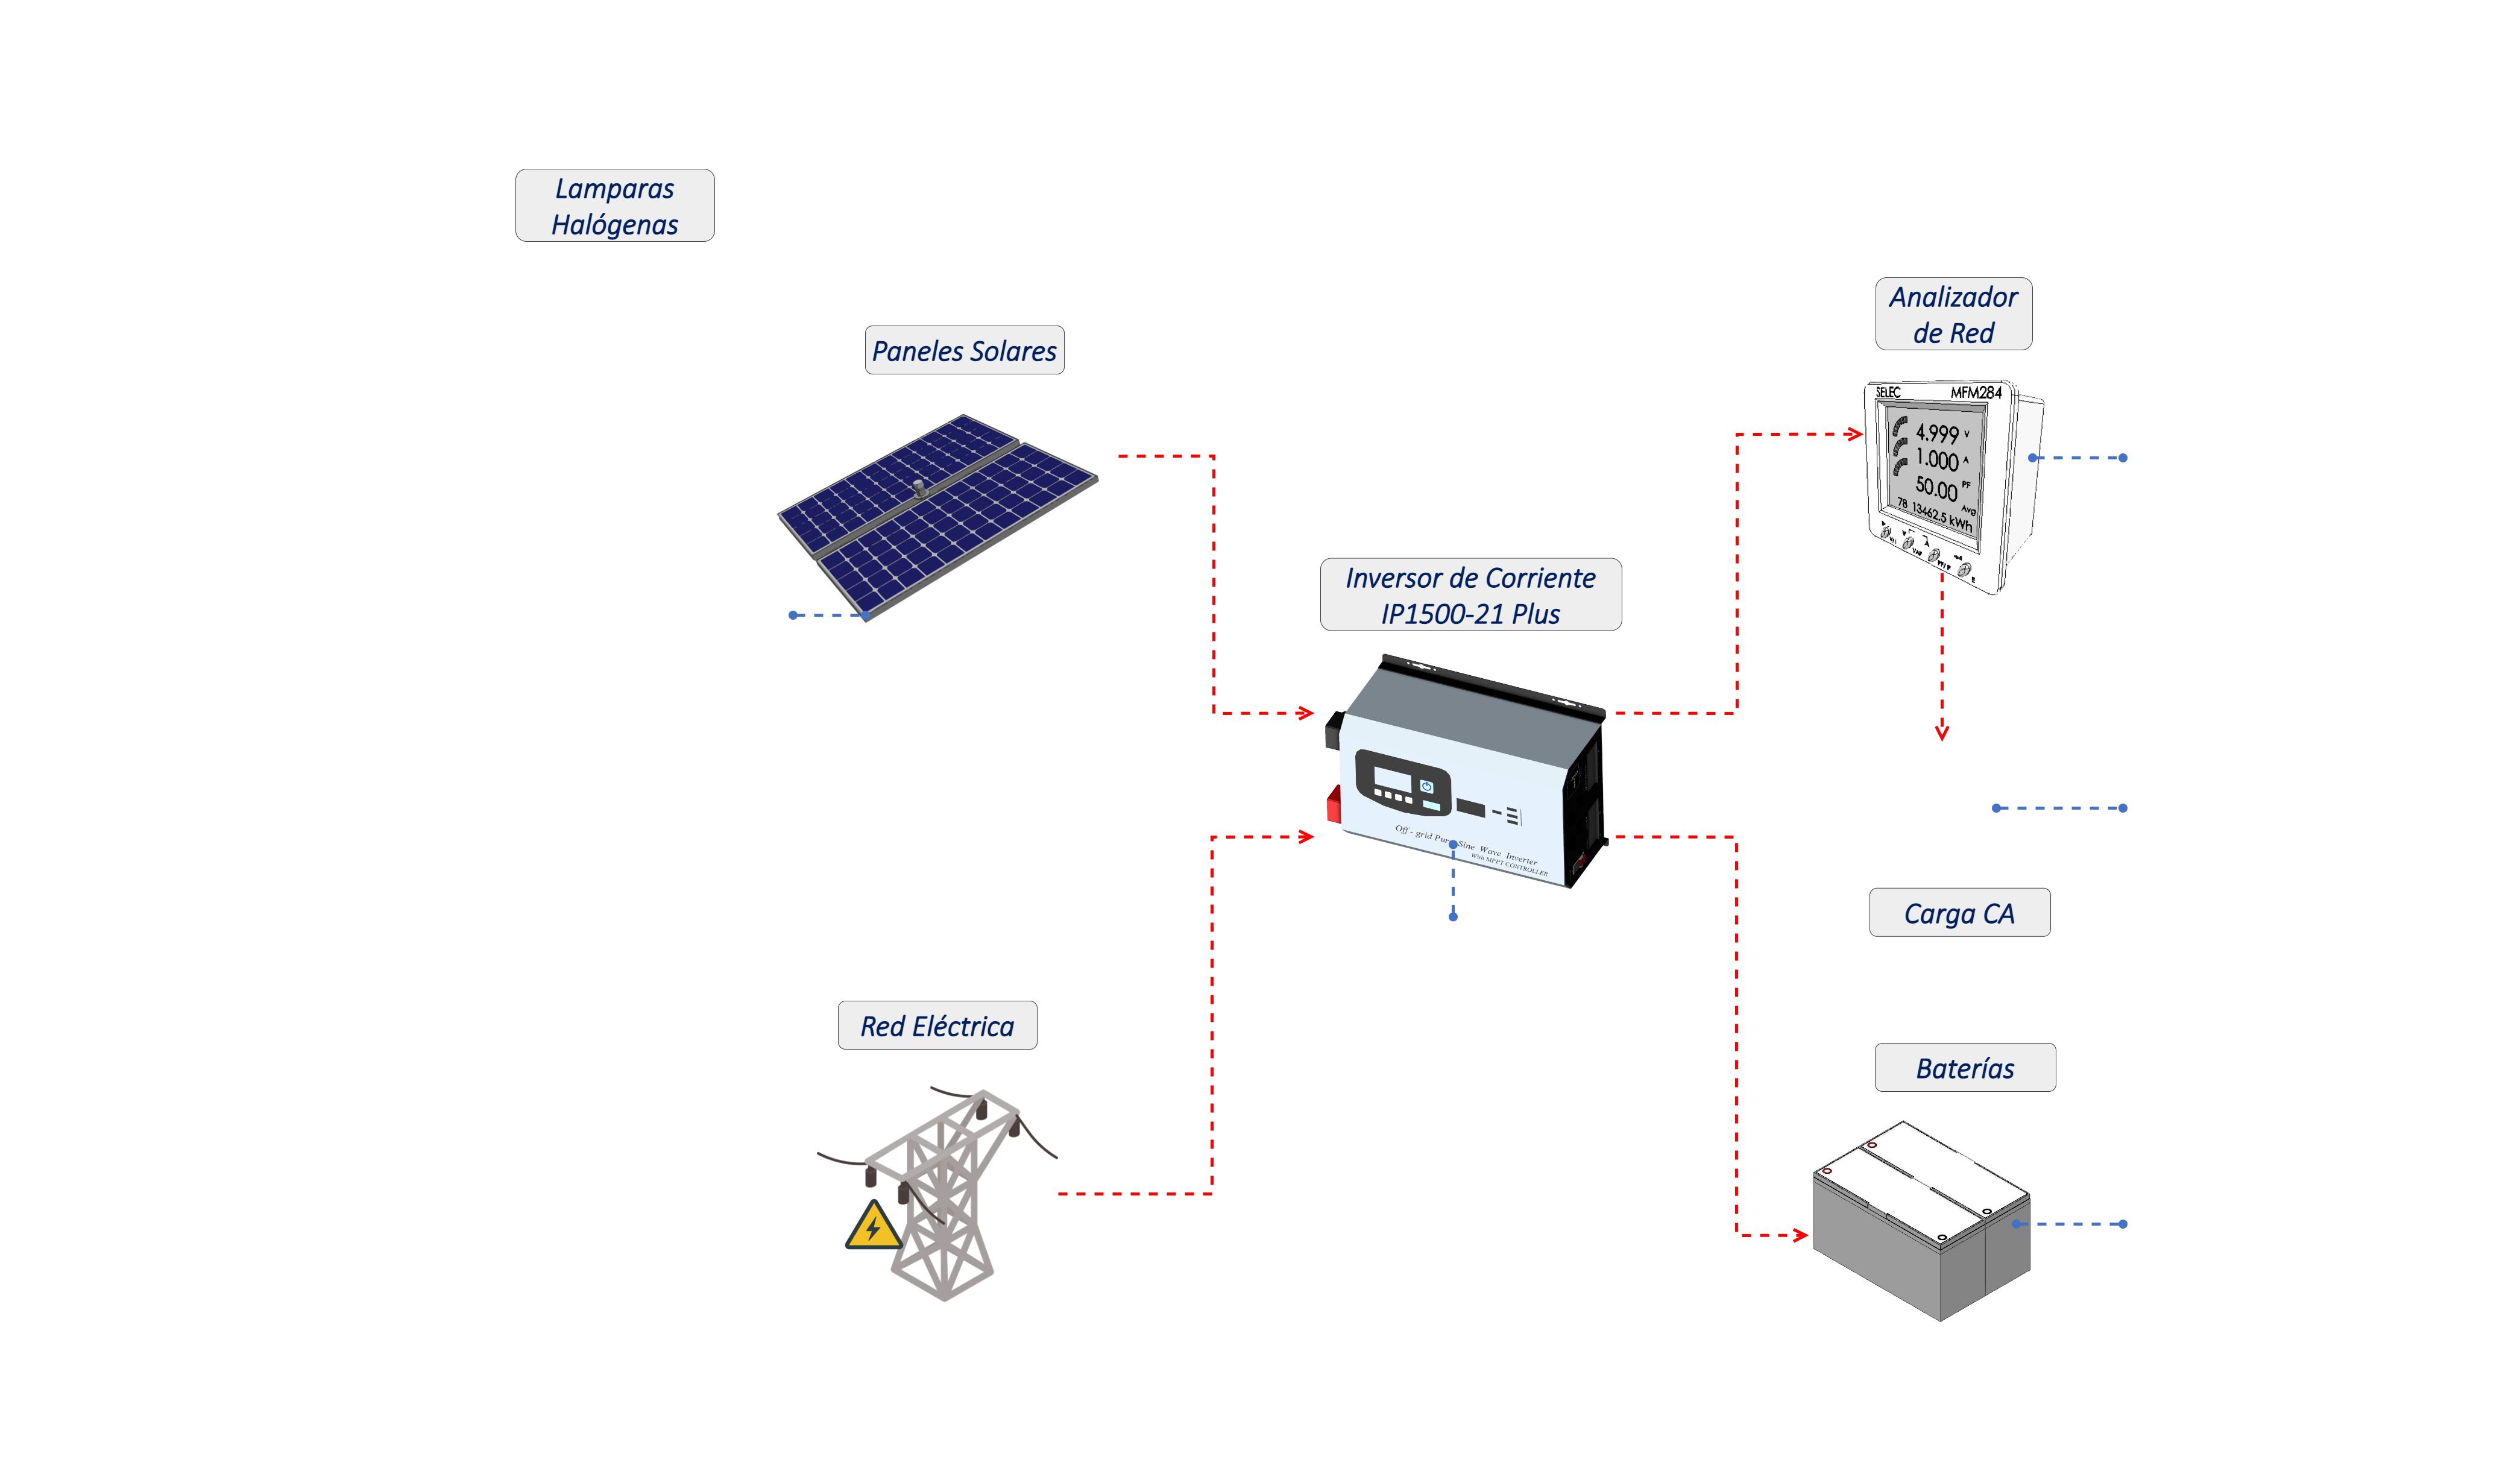 Lamparas
Halógenas
Paneles Solares
Analizador
de Red
SELEC MFM284
4.999 V
1.000 A
50.00 PF
Avg
78 13462.5 kWh
Inversor de Corriente
IP1500-21 Plus
Off - grid Pure Sine Wave Inverter
With MPPT CONTROLLER
Carga CA
Red Eléctrica
Baterías